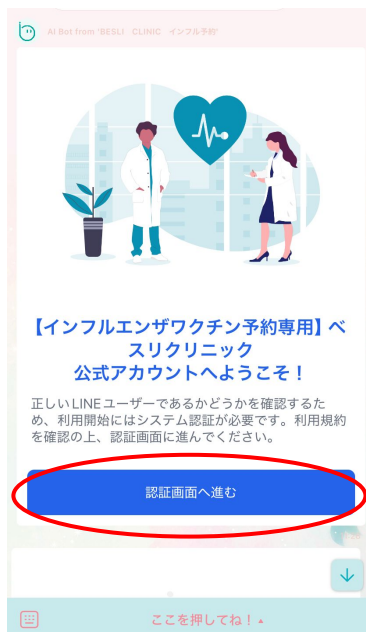 AI Bot from 'BESLI CLINIC インフル予約'
【インフルエンザワクチン予約専用】ベ
スリクリニック
公式アカウントへようこそ！
正しいLINEユーザーであるかどうかを確認するた
め、利用開始にはシステム認証が必要です。利用規約
を確認の上、認証画面に進んでください。
認証画面へ進む
ここを押してね！▲